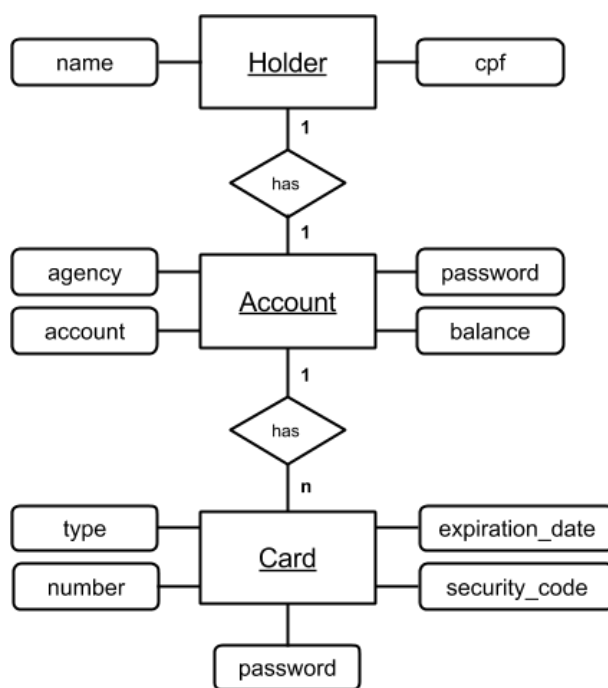 name
Holder
cpf
1
has
1
agency
password
Account
account
balance
1
has
n
type
expiration_date
Card
number
security_code
password